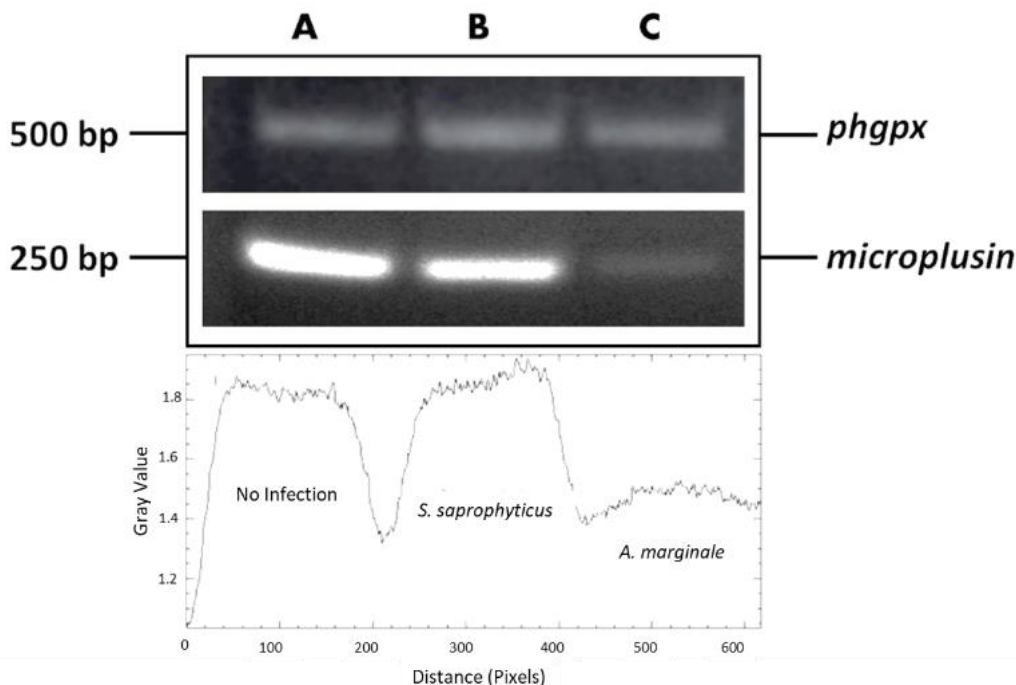 A B C
500 bp phgpx
250 bp microplusin
1.8
1.6
1.4
1.2
Gray Value
No Infection
S. saprophyticus
A. marginale
0 100 200 300 400 500 600
Distance (Pixels)